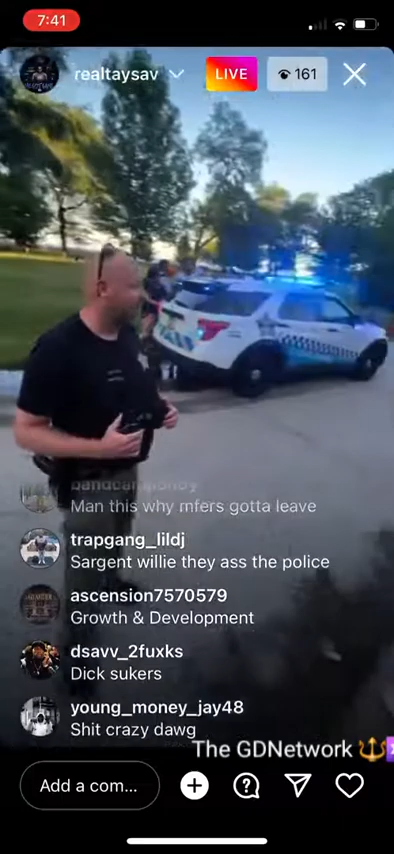 7:41
realtaysav
LIVE
161
bandcampondy
Man this why mfers gotta leave
trapgang_lildj
Sargent willie they ass the police
ascension7570579
Growth & Development
dsavv_2fuxks
Dick sukers
young_money_jay48
Shit crazy dawg
The GDNetwork 🔱
Add a com...